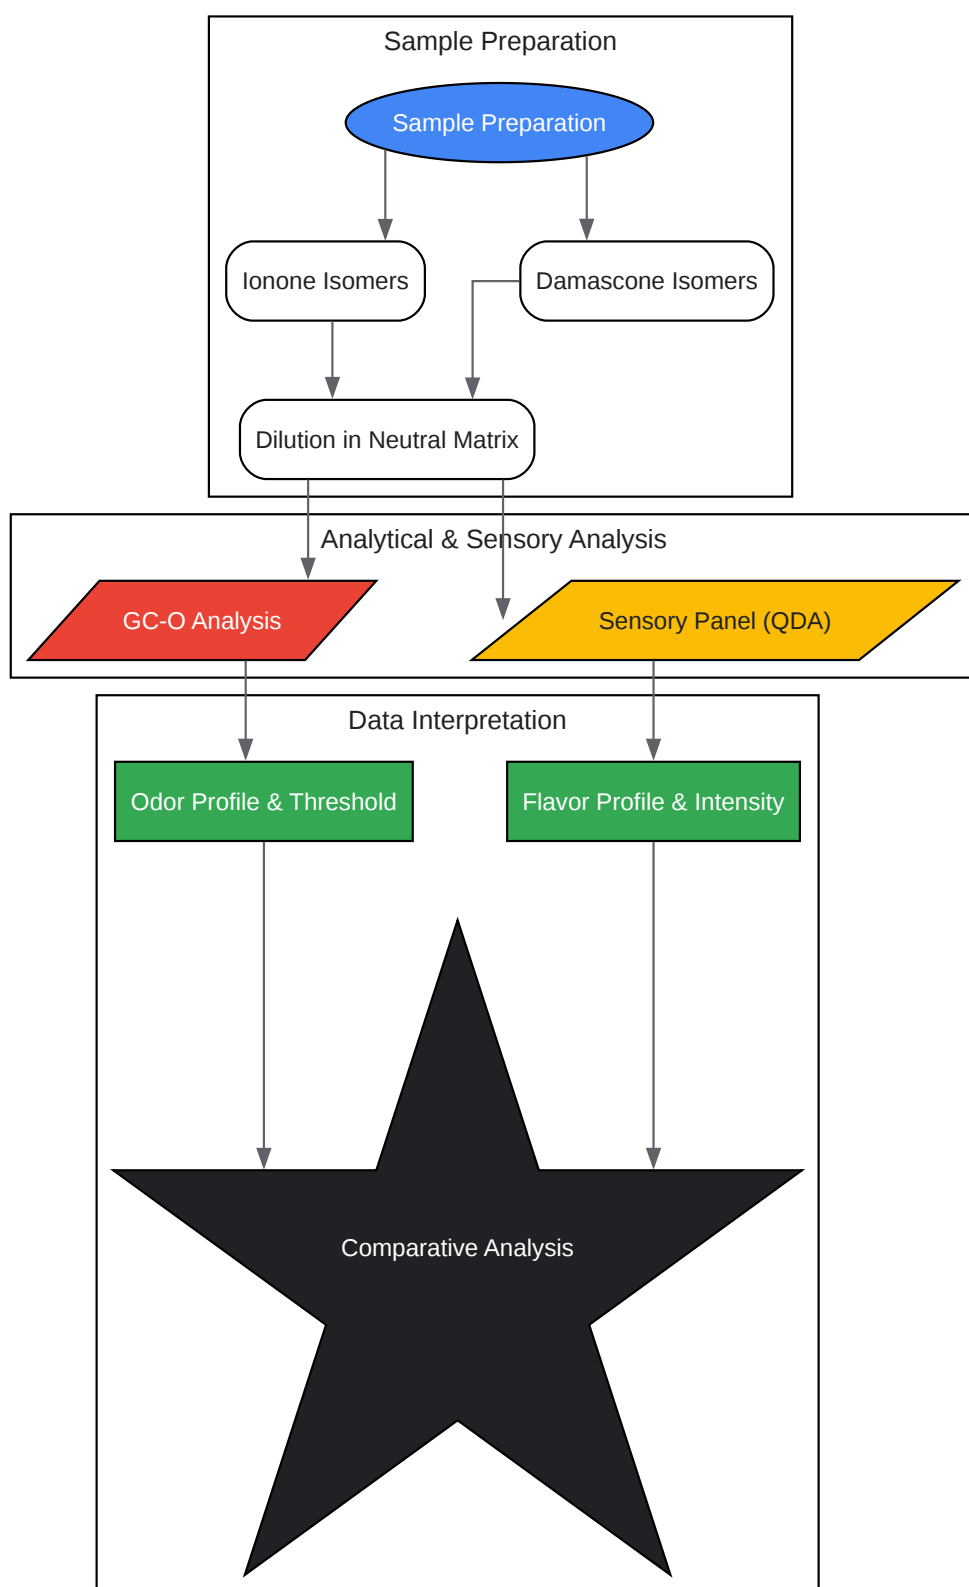 Sample Preparation
Sample Preparation
Ionone Isomers
Damascone Isomers
Dilution in Neutral Matrix
Analytical & Sensory Analysis
GC-O Analysis
Sensory Panel (QDA)
Data Interpretation
Odor Profile & Threshold
Flavor Profile & Intensity
Comparative Analysis